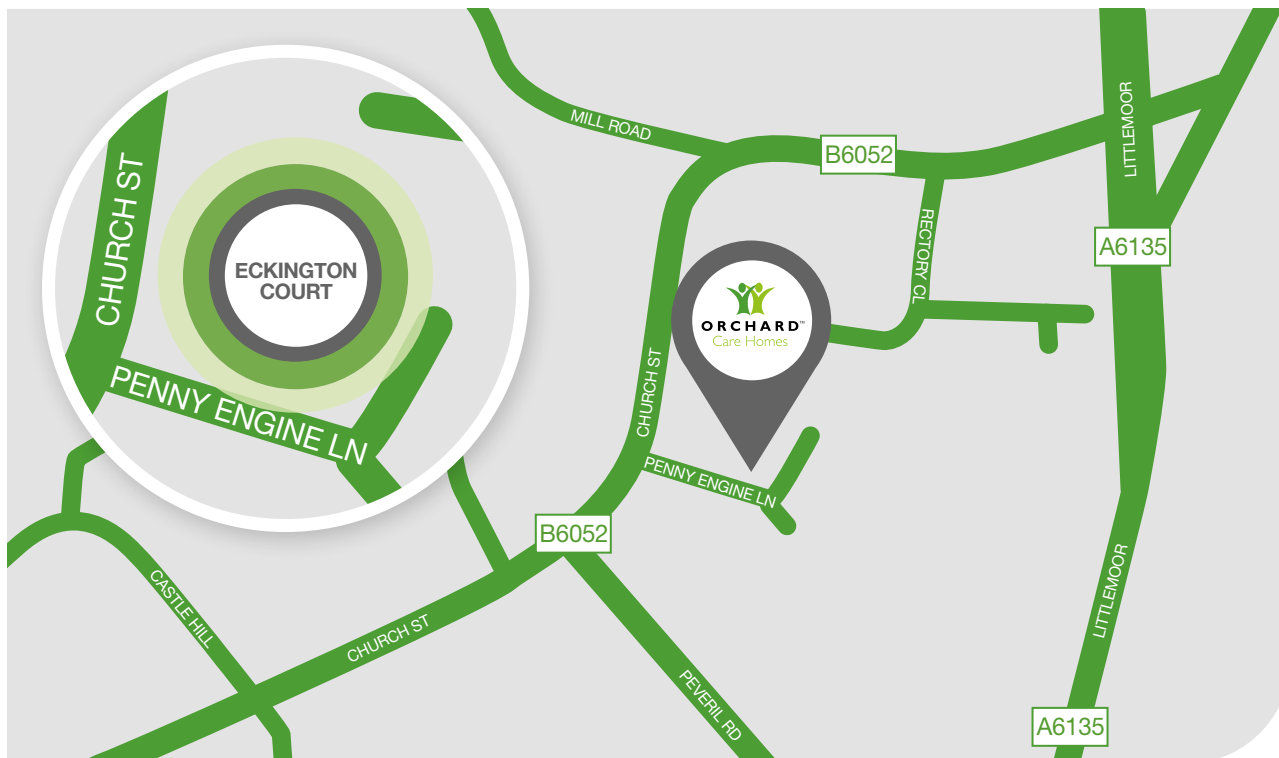 MILL ROAD
B6052
LITTLEMOOR
CHURCH ST
RECTORY CL
A6135
ECKINGTON
COURT
ORCHARD™
Care Homes
CHURCH ST
PENNY ENGINE LN
PENNY ENGINE LN
B6052
CASTLE HILL
CHURCH ST
LITTLEMOOR
PEVERIL RD
A6135